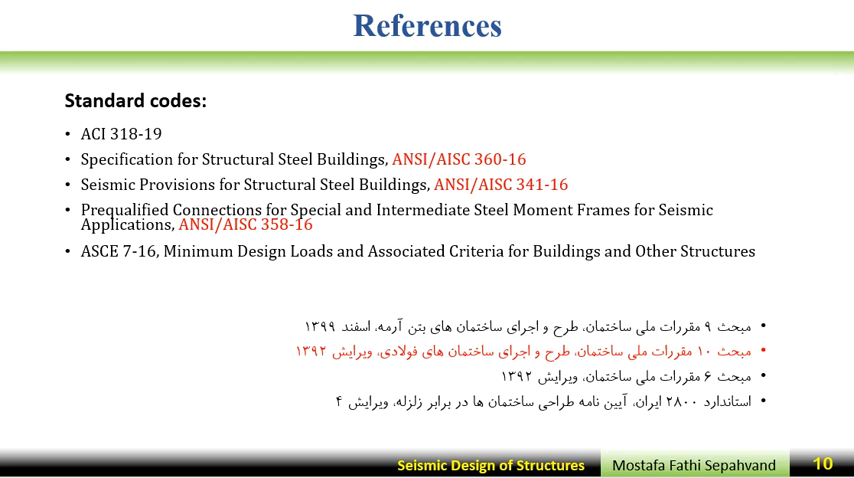 References
Standard codes:
• ACI 318-19
• Specification for Structural Steel Buildings, ANSI/AISC 360-16
• Seismic Provisions for Structural Steel Buildings, ANSI/AISC 341-16
• Prequalified Connections for Special and Intermediate Steel Moment Frames for Seismic
Applications, ANSI/AISC 358-16
• ASCE 7-16, Minimum Design Loads and Associated Criteria for Buildings and Other Structures
• مبحث ۹ مقررات ملی ساختمان، طرح و اجرای ساختمان های بتن آرمه، اسفند ۱۳۹۹
• مبحث ۱۰ مقررات ملی ساختمان، طرح و اجرای ساختمان های فولادی، ویرایش ۱۳۹۲
• مبحث ۶ مقررات ملی ساختمان، ویرایش ۱۳۹۲
• استاندارد ۲۸۰۰ ایران، آیین نامه طراحی ساختمان ها در برابر زلزله، ویرایش ۴
Seismic Design of Structures Mostafa Fathi Sepahvand 10